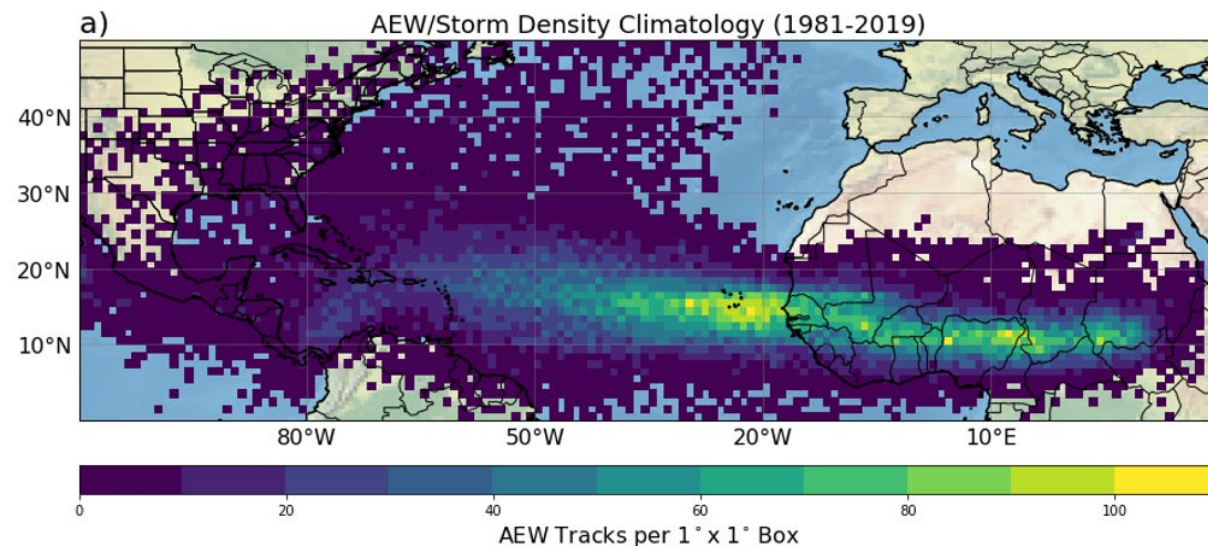 a)
AEW/Storm Density Climatology (1981-2019)
40°N
30°N
20°N
10°N
80°W 50°W 20°W 10°E
0 20 40 60 80 100
AEW Tracks per 1° x 1° Box